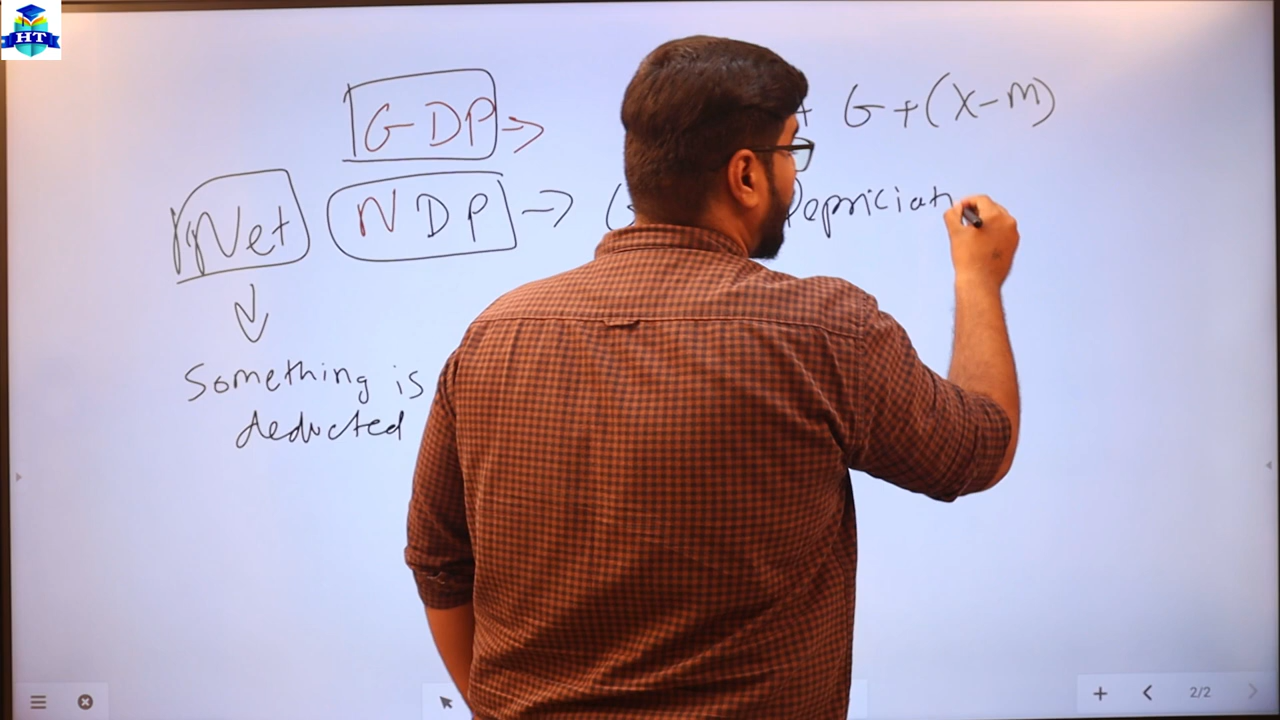 HT
GDP → + G + (X - M)
NDP → Depriciat
Net
↓
Something is
deducted
2/2